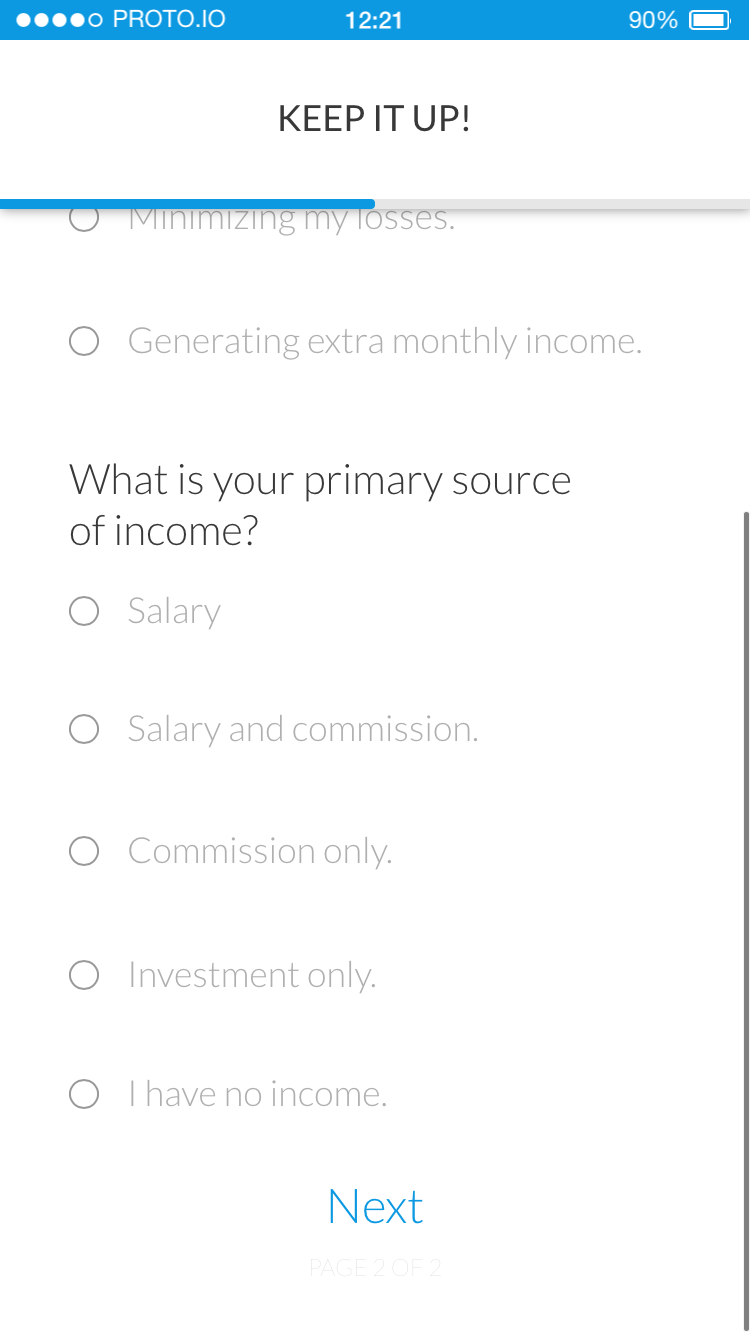 PROTO.IO 12:21 90%
KEEP IT UP!
Minimizing my losses.
Generating extra monthly income.
What is your primary source
of income?
Salary
Salary and commission.
Commission only.
Investment only.
I have no income.
Next
PAGE 2 OF 2